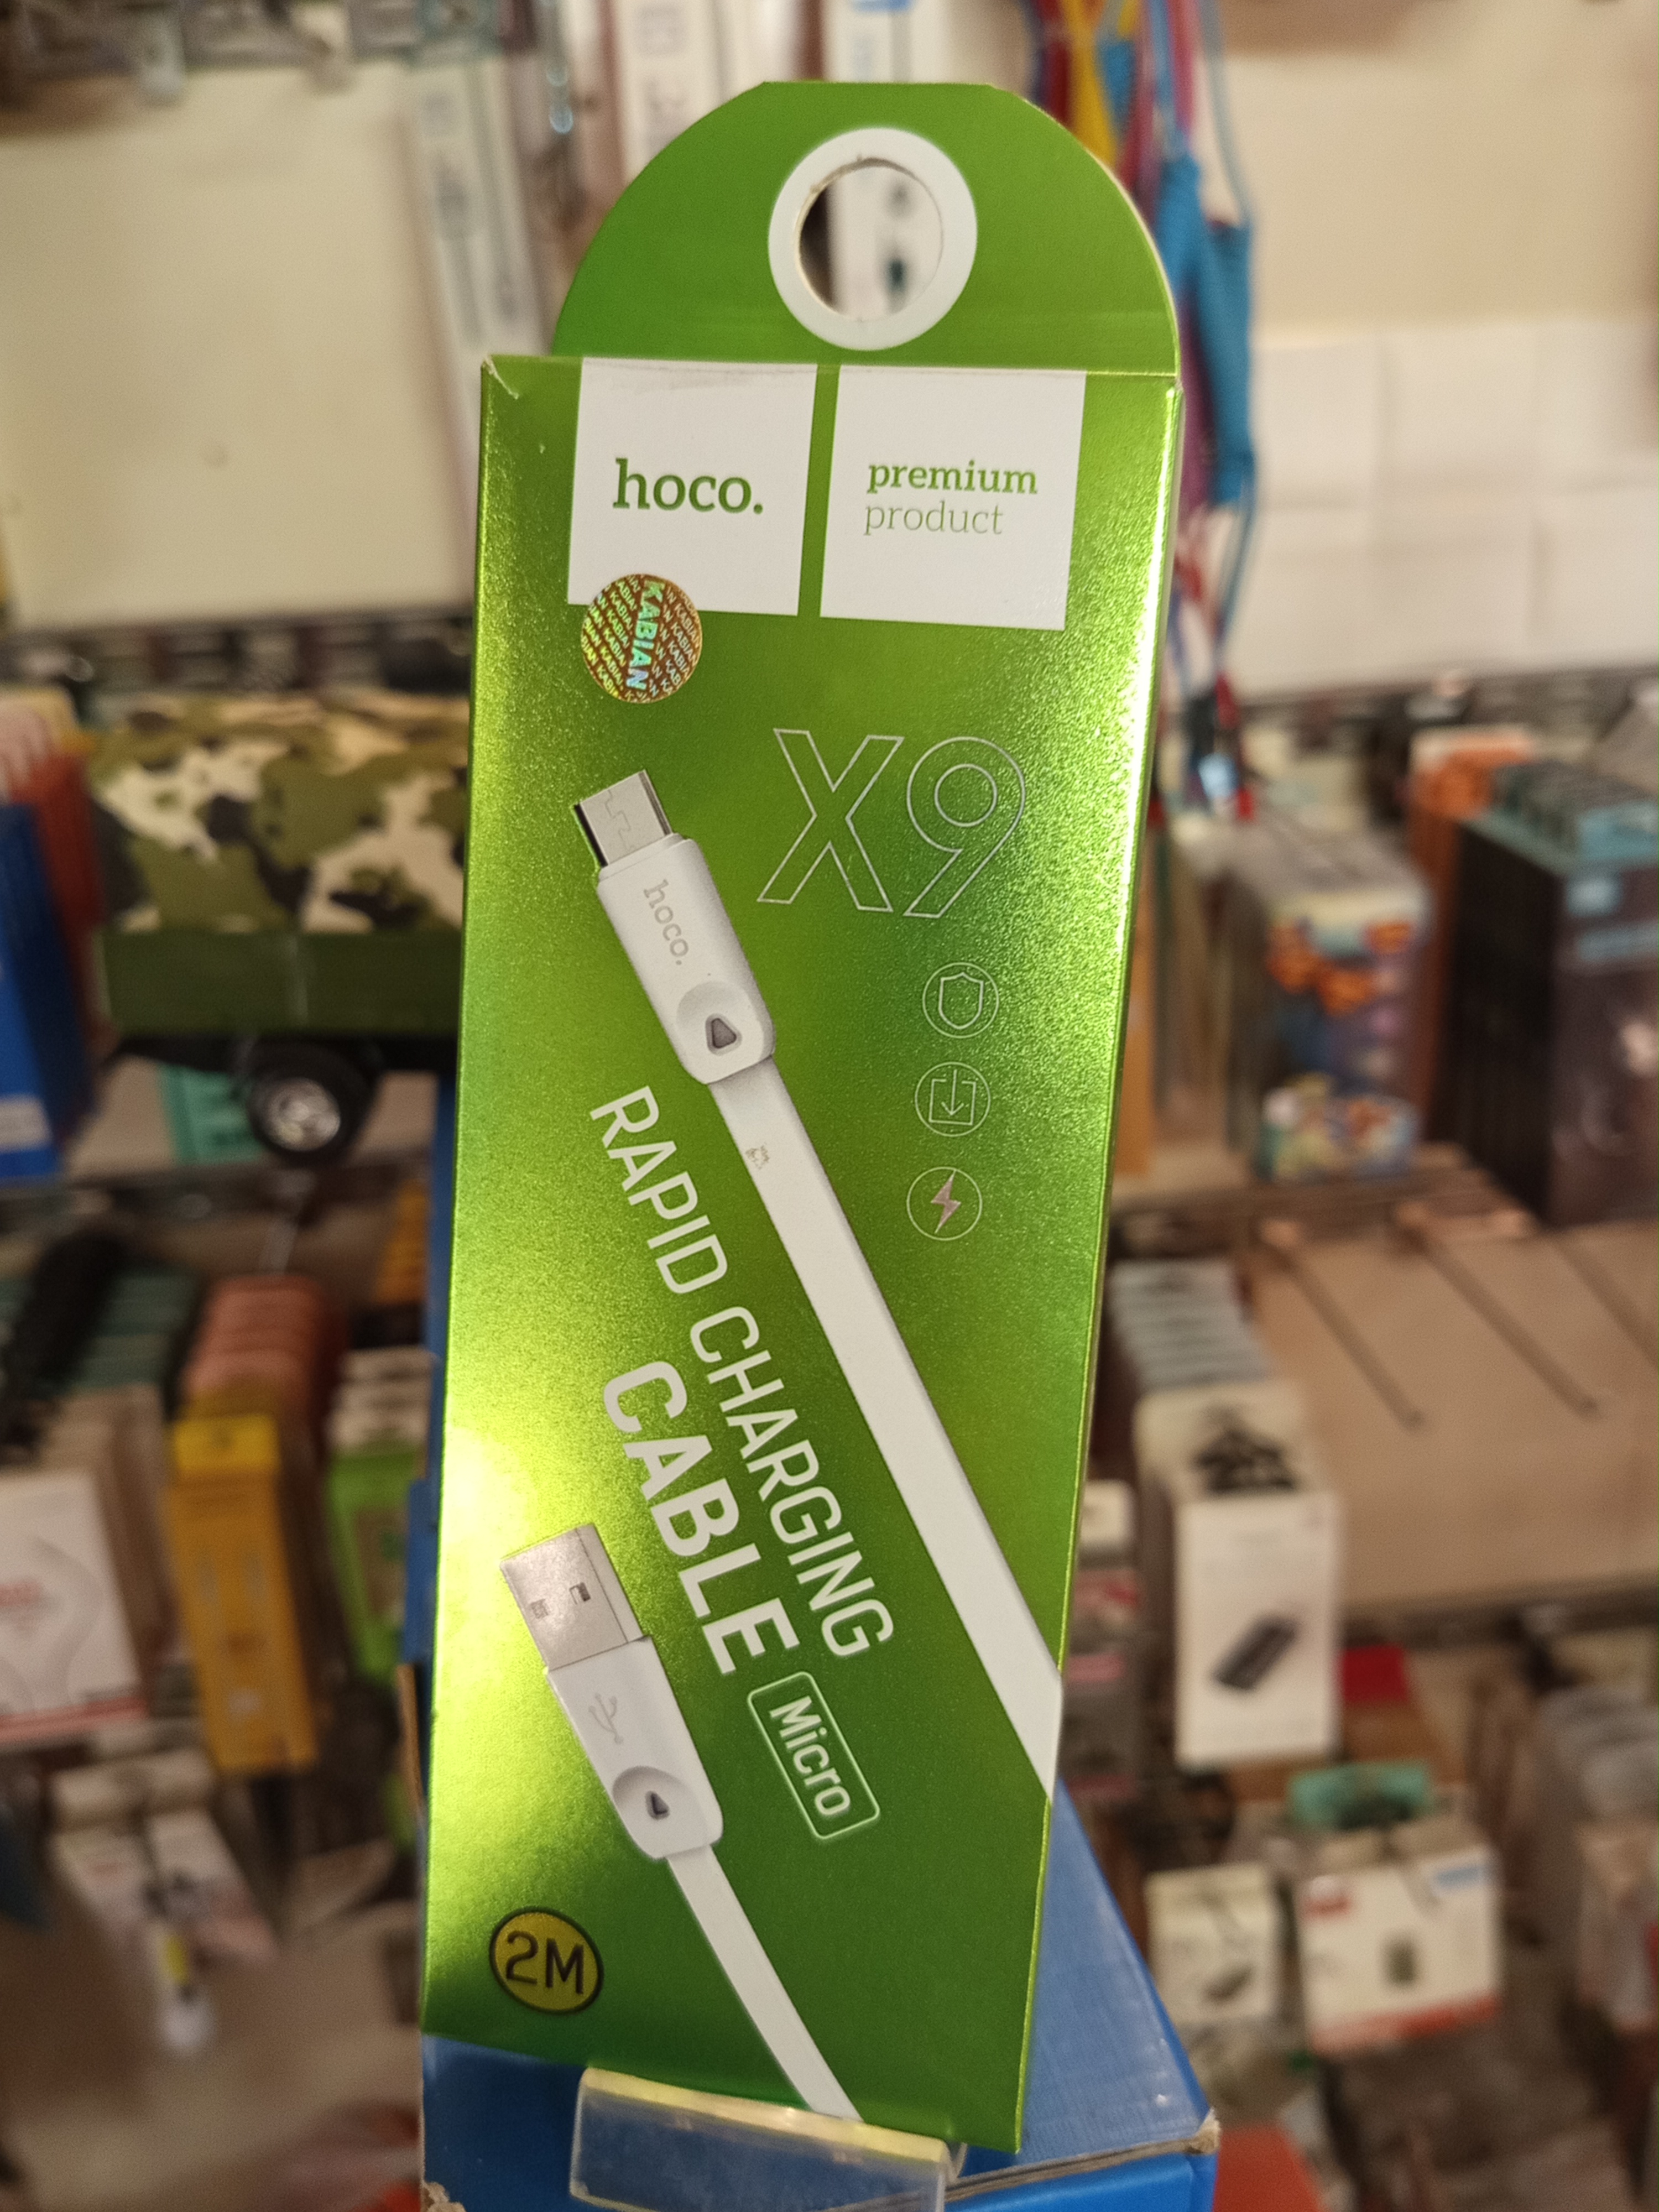 hoco.
premium
product
KABIAN
X9
hoco.
RAPID CHARGING
CABLE
Micro
2M